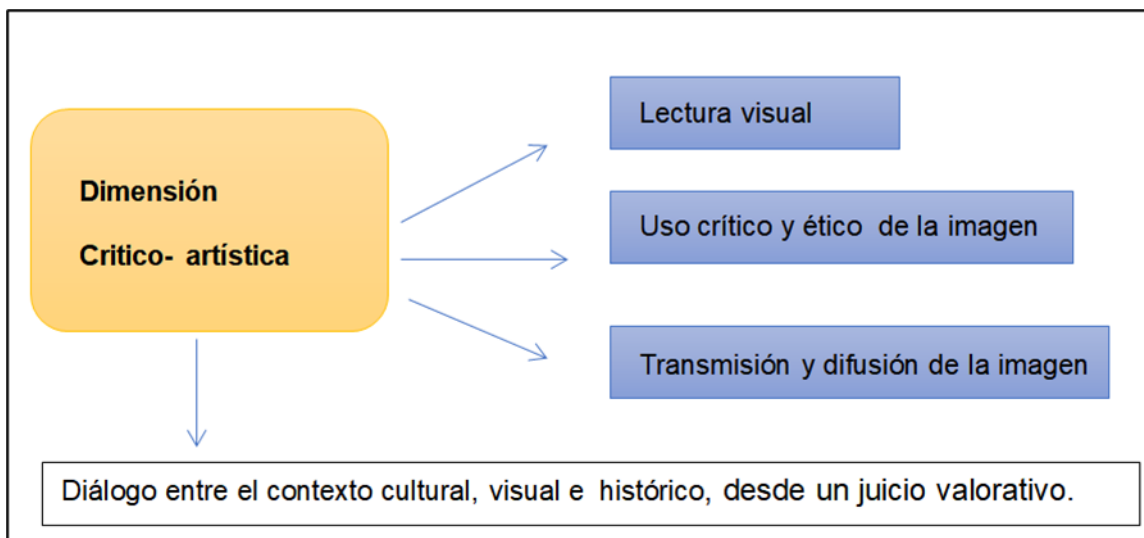 Dimensión
Critico- artística
Lectura visual
Uso crítico y ético de la imagen
Transmisión y difusión de la imagen
Diálogo entre el contexto cultural, visual e histórico, desde un juicio valorativo.